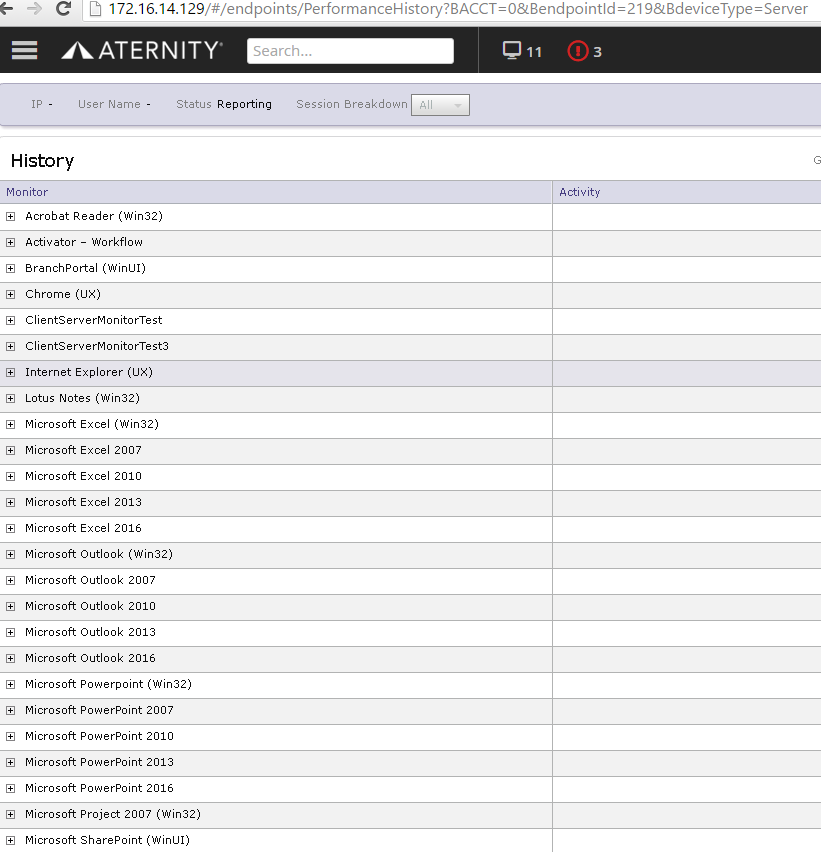 172.16.14.129/#/endpoints/PerformanceHistory?BACCT=0&BendpointId=219&BdeviceType=Server
ATERNITY® Search... 11 3
IP - User Name - Status Reporting Session Breakdown All
History
Monitor Activity
Acrobat Reader (Win32)
Activator - Workflow
BranchPortal (WinUI)
Chrome (UX)
ClientServerMonitorTest
ClientServerMonitorTest3
Internet Explorer (UX)
Lotus Notes (Win32)
Microsoft Excel (Win32)
Microsoft Excel 2007
Microsoft Excel 2010
Microsoft Excel 2013
Microsoft Excel 2016
Microsoft Outlook (Win32)
Microsoft Outlook 2007
Microsoft Outlook 2010
Microsoft Outlook 2013
Microsoft Outlook 2016
Microsoft Powerpoint (Win32)
Microsoft PowerPoint 2007
Microsoft PowerPoint 2010
Microsoft PowerPoint 2013
Microsoft PowerPoint 2016
Microsoft Project 2007 (Win32)
Microsoft SharePoint (WinUI)